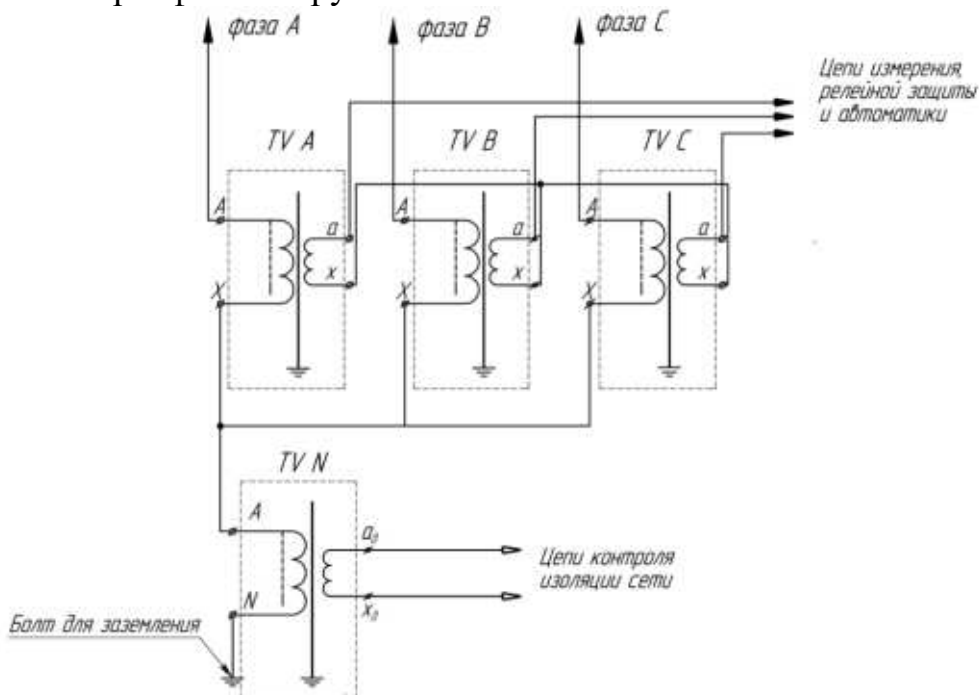 фаза А
фаза В
фаза С
Цепи измерения,
релейной защиты
и автоматики
TV A
TV B
TV C
A
a
x
X
A
a
x
X
A
a
x
X
TV N
A
a₀
N
x₀
Цепи контроля
изоляции сети
Болт для заземления